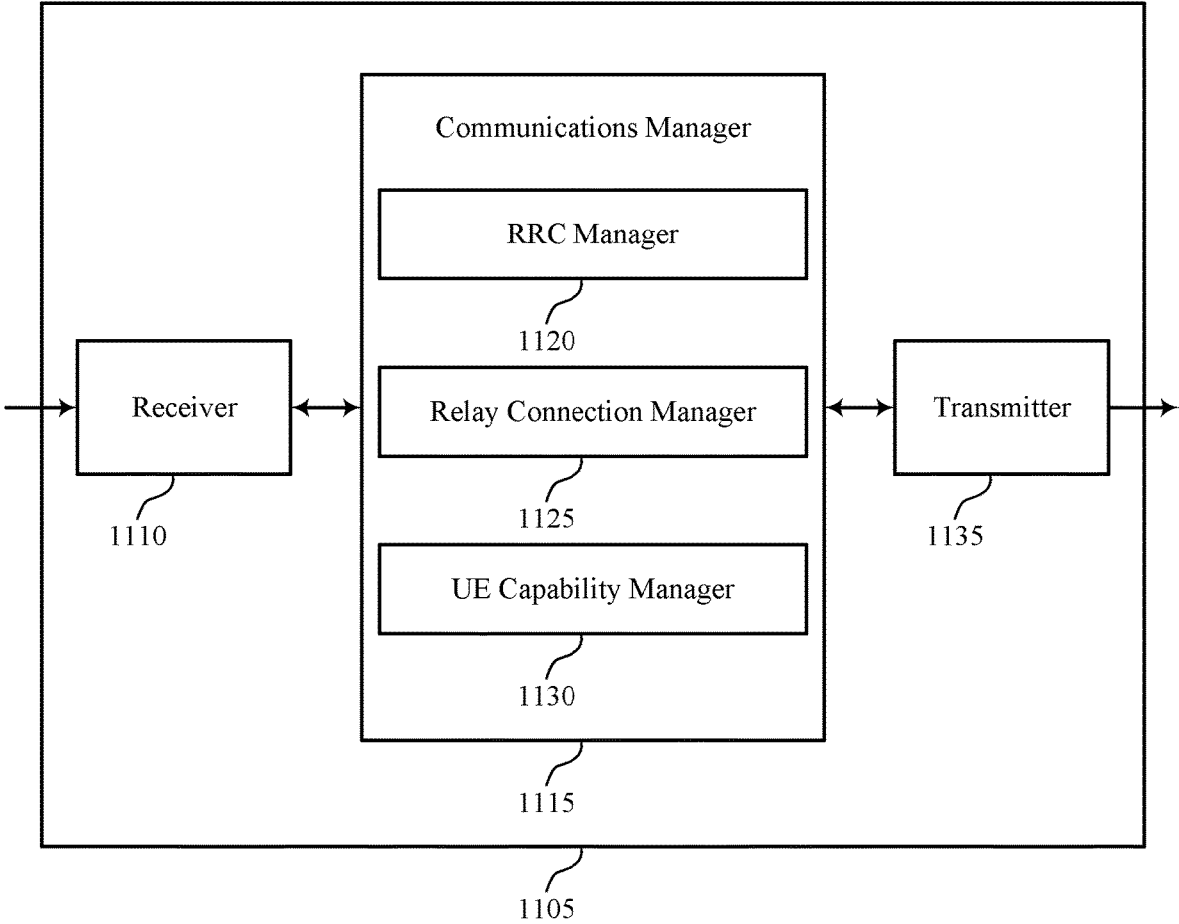 Communications Manager
RRC Manager
1120
Receiver
Relay Connection Manager
Transmitter
1110
1125
1135
UE Capability Manager
1130
1115
1105